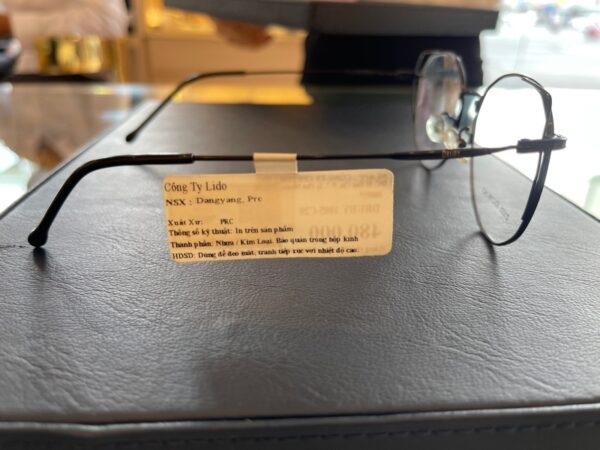 Công Ty Lido
NSX : Dangyang, Prc
Xuất Xứ: PRC
Thông số kỹ thuật: In trên sản phẩm
Thành phần: Nhựa / Kim Loại. Bảo quản trong hộp kính
HDSD: Dùng để đeo mắt, tránh tiếp xúc với nhiệt độ cao.
480.000